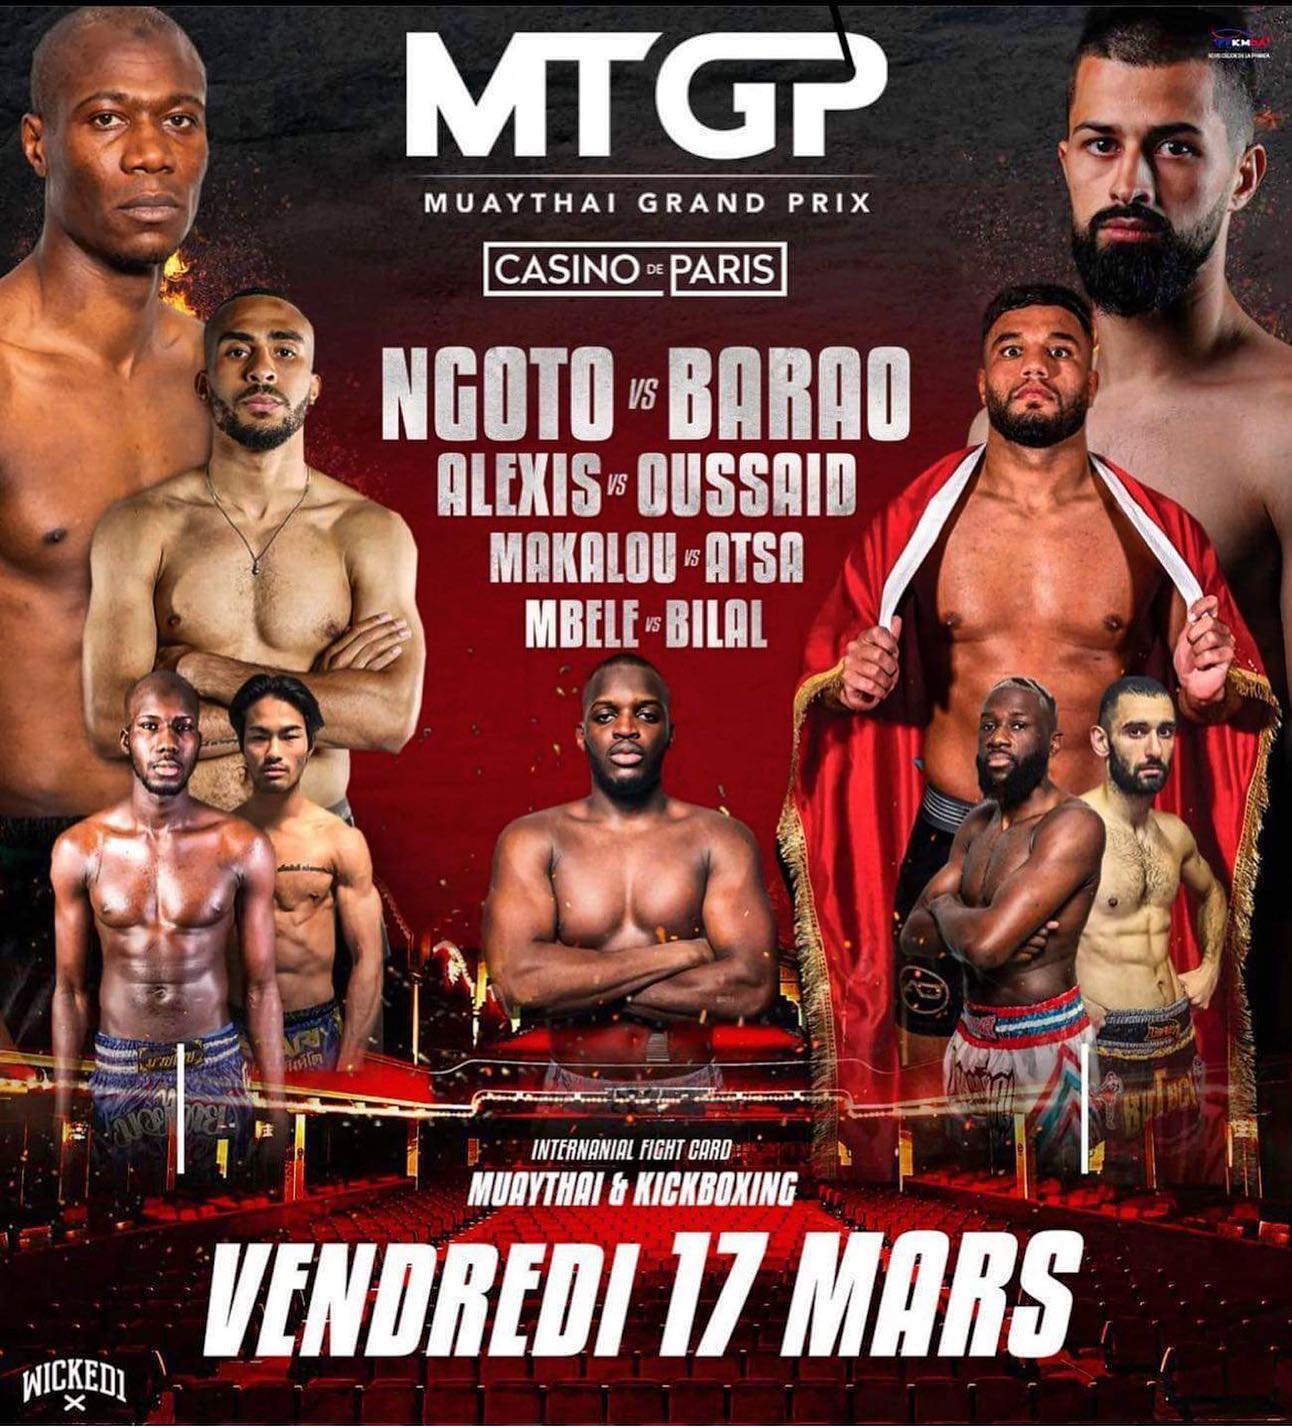 MTGP
MUAYTHAI GRAND PRIX
CASINO DE PARIS
NGOTO VS BARAO
ALEXIS VS OUSSAID
MAKALOU VS ATSA
MBELE VS BILAL
INTERNANIAL FIGHT CARD
MUAYTHAI & KICKBOXING
VENDREDI 17 MARS
WICKED1
X